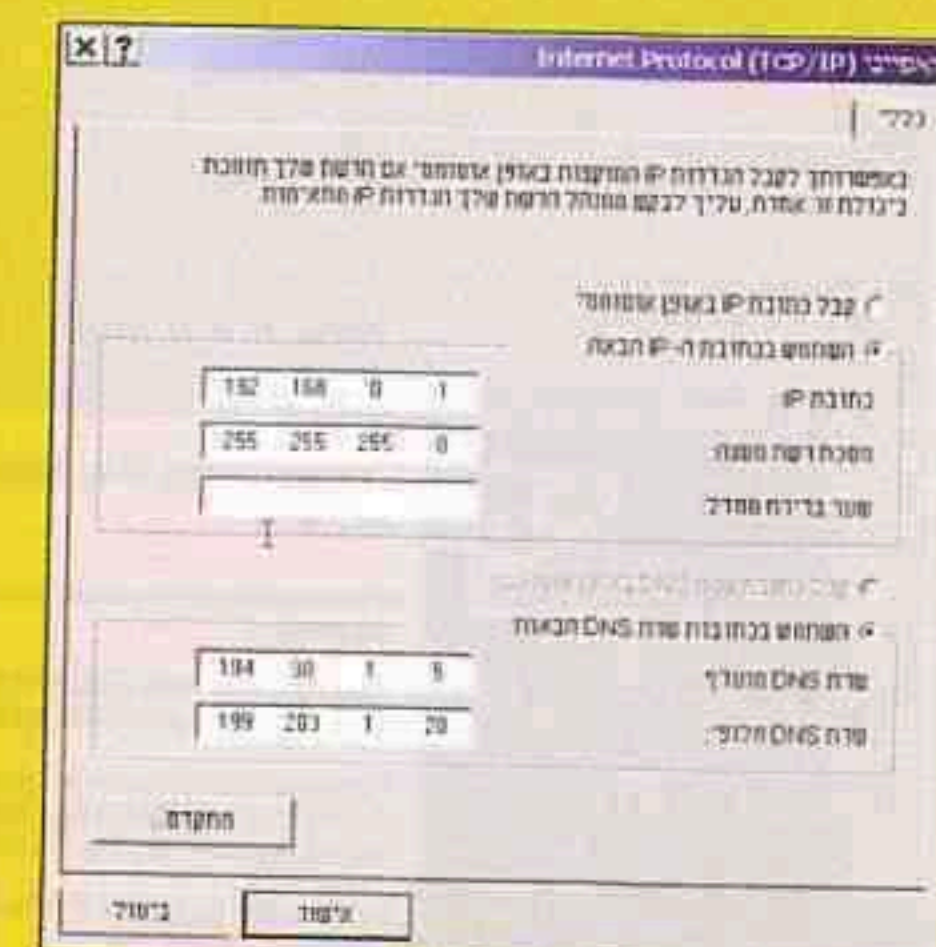 מאפייני Internet Protocol (TCP/IP)
כללי
באפשרותך לקבל הגדרות IP המוקצות באופן אוטומטי אם הרשת שלך תומכת
ביכולת זו. אחרת, עליך לבקש ממנהל הרשת שלך הגדרות IP מתאימות.
קבל כתובת IP באופן אוטומטי
השתמש בכתובת ה- IP הבאה
כתובת IP
192 168 0 1
מסכת רשת משנה:
255 255 255 0
שער ברירת מחדל:
השתמש בכתובות שרת DNS הבאות
שרת DNS מועדף
194 90 1 5
שרת DNS חלופי:
199 203 1 20
מתקדם...
אישור
ביטול